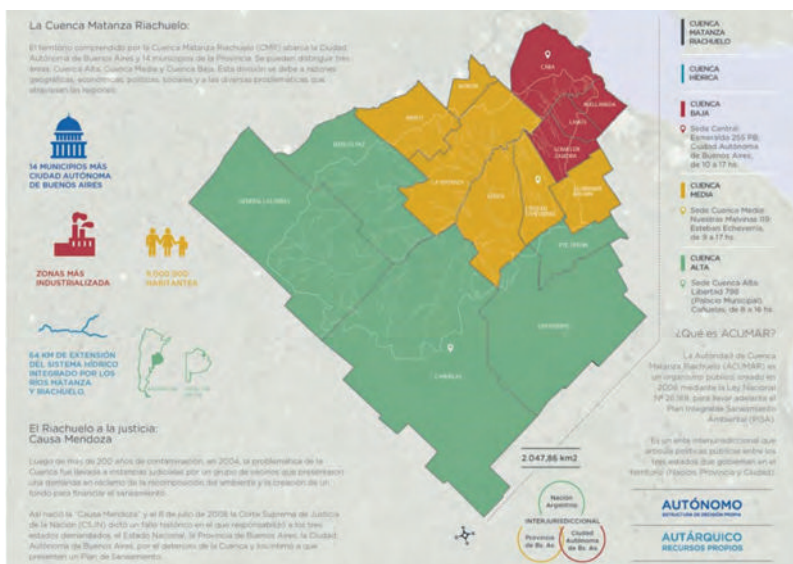 La Cuenca Matanza Riachuelo:
El territorio comprendido por la Cuenca Matanza Riachuelo (CMR) abarca la Ciudad
Autónoma de Buenos Aires y 14 municipios de la Provincia. Se pueden distinguir tres
áreas: Cuenca Alta, Cuenca Media y Cuenca Baja. Esta división se debe a razones
geográficas, económicas, políticas, sociales y a las diversas problemáticas que
atraviesan las regiones.
14 MUNICIPIOS MÁS
CIUDAD AUTÓNOMA
DE BUENOS AIRES
ZONAS MÁS
INDUSTRIALIZADA
HABITANTES
64 KM DE EXTENSIÓN
DEL SISTEMA HÍDRICO
INTEGRADO POR LOS
RÍOS MATANZA
Y RIACHUELO.
El Riachuelo a la justicia:
Causa Mendoza
Luego de más de 200 años de contaminación, en 2004, la problemática de la
Cuenca fue llevada a instancias judiciales por un grupo de vecinos que presentaron
una demanda en reclamo de la recomposición del ambiente y la creación de un
fondo para financiar el saneamiento.
Así nació la "Causa Mendoza" y el 8 de julio de 2008 la Corte Suprema de Justicia
de la Nación (CSJN) dictó un fallo histórico en el que responsabilizó a los tres
estados demandados, el Estado Nacional, la Provincia de Buenos Aires, la Ciudad
Autónoma de Buenos Aires, por el deterioro de la Cuenca y los intimó a que
presenten un Plan de Saneamiento.
CABA
AVELLANEDA
LANÚS
LOMAS DE
ZAMORA
MORÓN
MERLO
MARCOS PAZ
GENERAL LAS HERAS
LA MATANZA
EZEIZA
ESTEBAN
ECHEVERRÍA
ALMIRANTE
BROWN
PTE. PERÓN
SAN VICENTE
CAÑUELAS
2.047,86 km2
Nación
Argentina
INTERJURISDICCIONAL
Provincia
de Bs. As.
Ciudad
Autónoma
de Bs. As.
CUENCA
MATANZA
RIACHUELO
CUENCA
HÍDRICA
CUENCA
BAJA
Sede Central:
Esmeralda 255 PB,
Ciudad Autónoma
de Buenos Aires,
de 10 a 17 hs.
CUENCA
MEDIA
Sede Cuenca Media:
Nuestras Malvinas 119,
Esteban Echeverría,
de 9 a 17 hs.
CUENCA
ALTA
Sede Cuenca Alta:
Libertad 798
(Palacio Municipal),
Cañuelas, de 8 a 16 hs.
¿Qué es ACUMAR?
La Autoridad de Cuenca
Matanza Riachuelo (ACUMAR) es
un organismo público creado en
2006 mediante la Ley Nacional
Nº 26.168, para llevar adelante el
Plan Integral de Saneamiento
Ambiental (PISA).
Es un ente interjurisdiccional que
articula políticas públicas entre los
tres estados que gobiernan en el
territorio (Nación, Provincia y Ciudad).
AUTÓNOMO
ESTRUCTURA DE DECISIÓN PROPIA
AUTÁRQUICO
RECURSOS PROPIOS